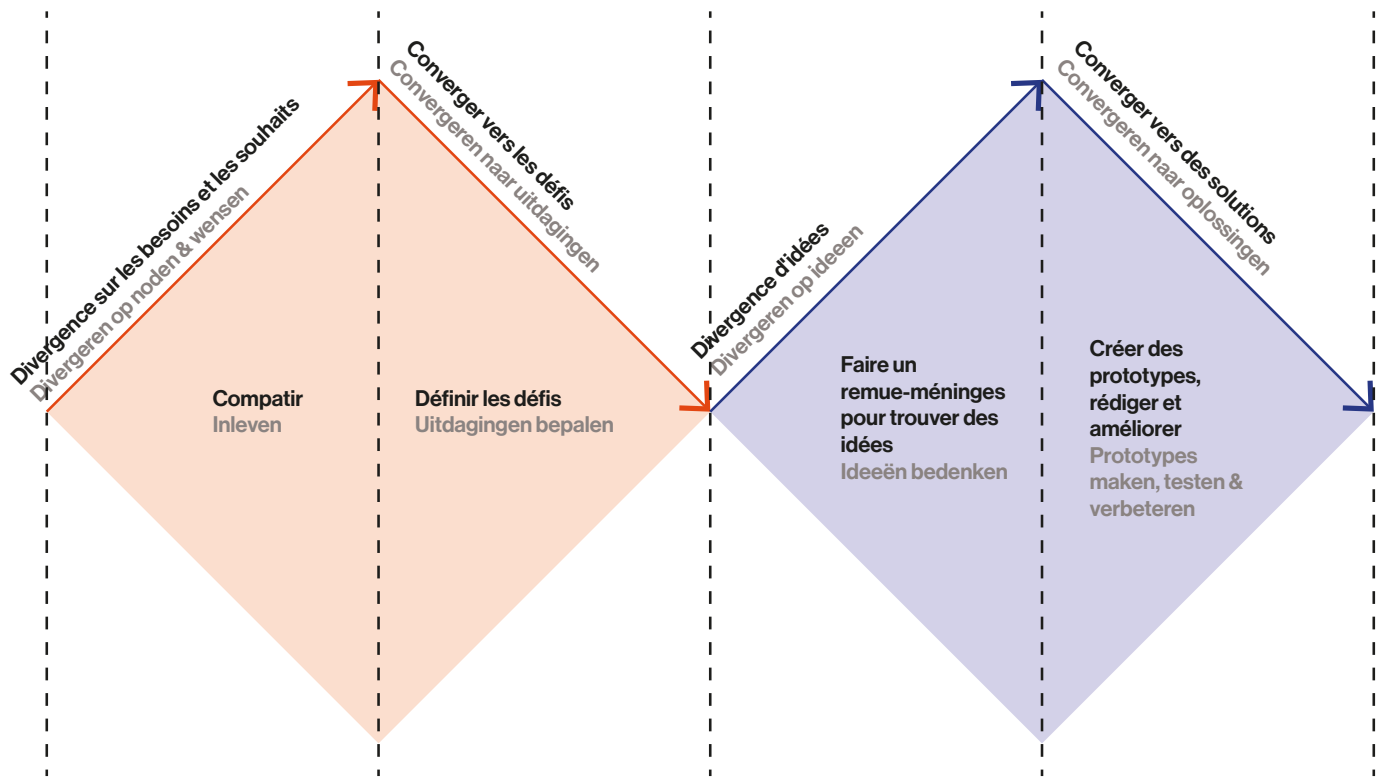 Divergence sur les besoins et les souhaits
Divergeren op noden & wensen
Converger vers les défis
Convergeren naar uitdagingen
Divergence d'idées
Divergeren op ideeen
Converger vers des solutions
Convergeren naar oplossingen
Compatir
Inleven
Définir les défis
Uitdagingen bepalen
Faire un
remue-méninges
pour trouver des
idées
Ideeën bedenken
Créer des
prototypes,
rédiger et
améliorer
Prototypes
maken, testen &
verbeteren